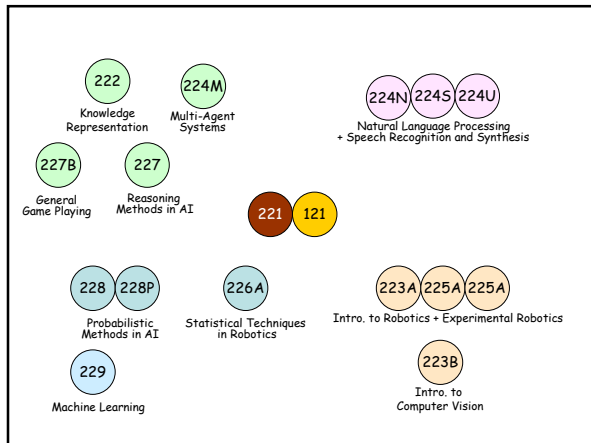 222
Knowledge
Representation
224M
Multi-Agent
Systems
224N 224S 224U
Natural Language Processing
+ Speech Recognition and Synthesis
227B
General
Game Playing
227
Reasoning
Methods in AI
221 121
228 228P
Probabilistic
Methods in AI
226A
Statistical Techniques
in Robotics
223A 225A 225A
Intro. to Robotics + Experimental Robotics
229
Machine Learning
223B
Intro. to
Computer Vision